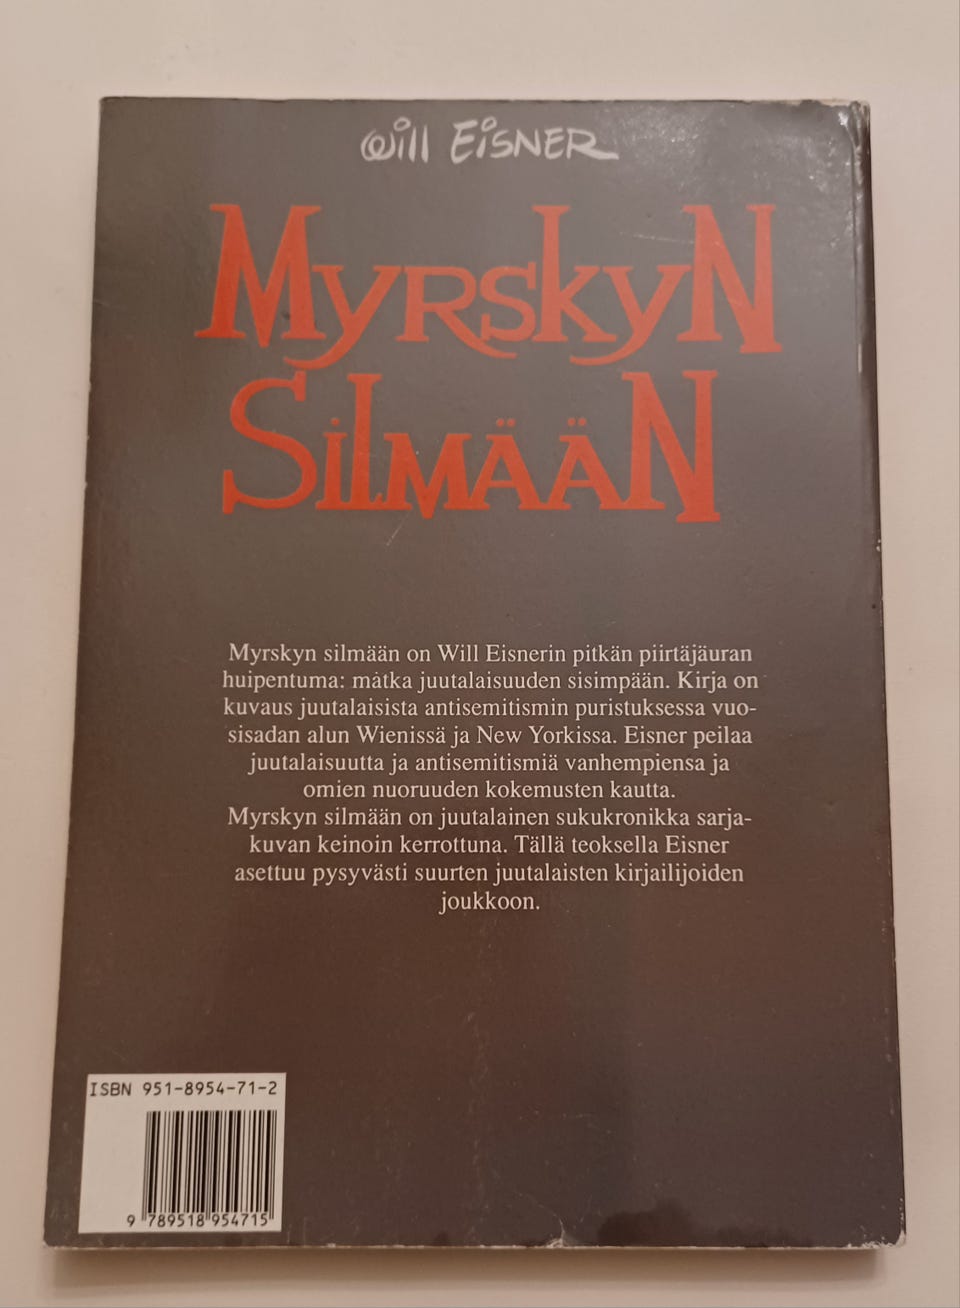 Will Eisner
Myrskyn
Silmään
Myrskyn silmään on Will Eisnerin pitkän piirtäjäuran
huipentuma: matka juutalaisuuden sisimpään. Kirja on
kuvaus juutalaisista antisemitismin puristuksessa vuo-
sisadan alun Wienissä ja New Yorkissa. Eisner peilaa
juutalaisuutta ja antisemitismiä vanhempiensa ja
omien nuoruuden kokemusten kautta.
Myrskyn silmään on juutalainen sukukronikka sarja-
kuvan keinoin kerrottuna. Tällä teoksella Eisner
asettuu pysyvästi suurten juutalaisten kirjailijoiden
joukkoon.
ISBN 951-8954-71-2
9 789518 954715